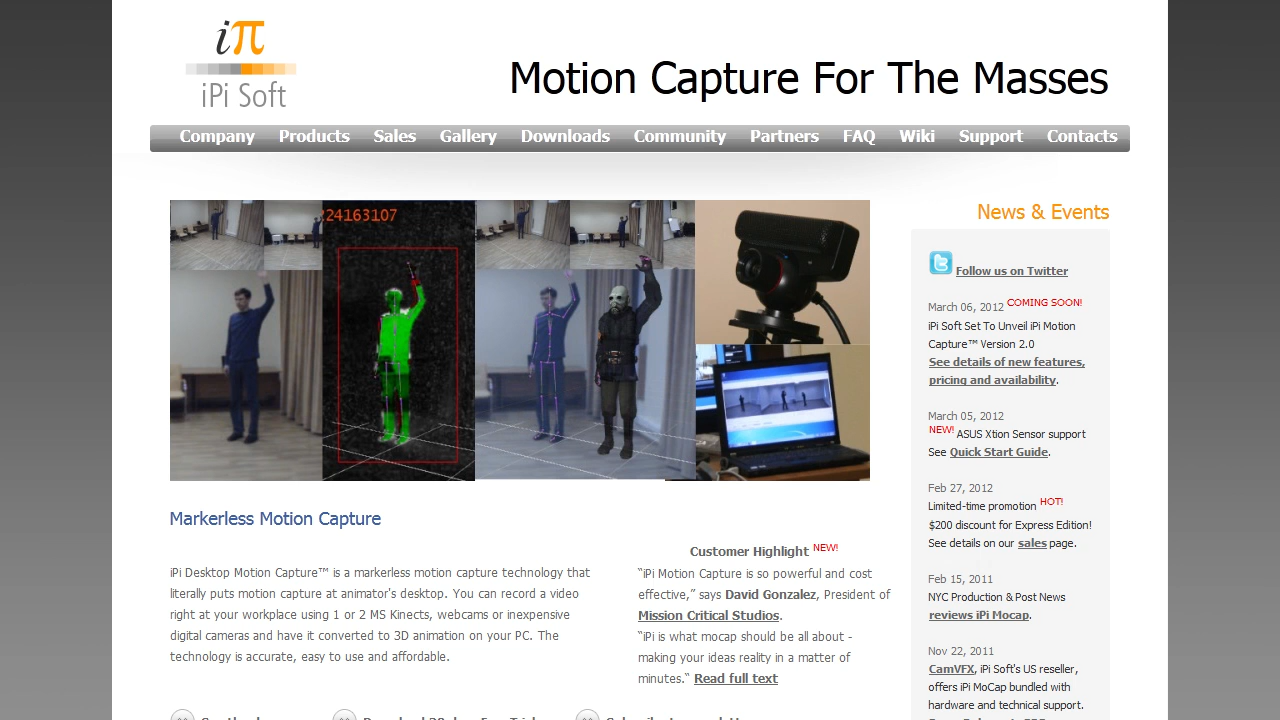 iπ
iPi Soft
Motion Capture For The Masses
Company Products Sales Gallery Downloads Community Partners FAQ Wiki Support Contacts
24163107
News & Events
Follow us on Twitter
March 06, 2012 COMING SOON!
iPi Soft Set To Unveil iPi Motion
Capture™ Version 2.0
See details of new features,
pricing and availability.
March 05, 2012
NEW! ASUS Xtion Sensor support
See Quick Start Guide.
Feb 27, 2012
Limited-time promotion HOT!
$200 discount for Express Edition!
See details on our sales page.
Feb 15, 2011
NYC Production & Post News
reviews iPi Mocap.
Nov 22, 2011
CamVFX, iPi Soft's US reseller,
offers iPi MoCap bundled with
hardware and technical support.
Markerless Motion Capture
iPi Desktop Motion Capture™ is a markerless motion capture technology that
literally puts motion capture at animator's desktop. You can record a video
right at your workplace using 1 or 2 MS Kinects, webcams or inexpensive
digital cameras and have it converted to 3D animation on your PC. The
technology is accurate, easy to use and affordable.
Customer Highlight NEW!
“iPi Motion Capture is so powerful and cost
effective,” says David Gonzalez, President of
Mission Critical Studios.
“iPi is what mocap should be all about -
making your ideas reality in a matter of
minutes.“ Read full text